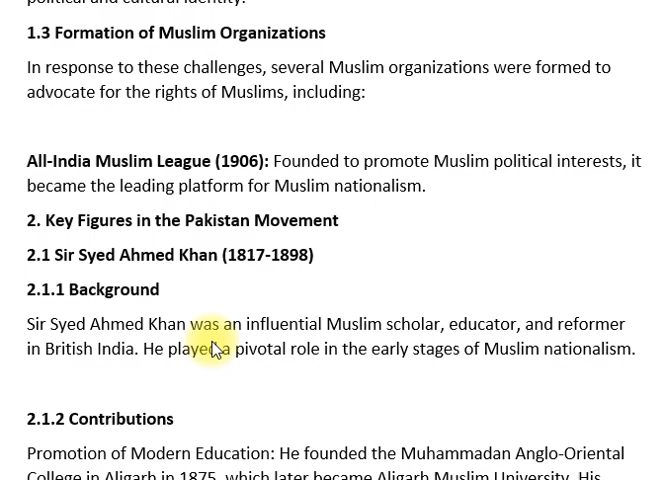 political and cultural identity.
1.3 Formation of Muslim Organizations
In response to these challenges, several Muslim organizations were formed to
advocate for the rights of Muslims, including:
All-India Muslim League (1906): Founded to promote Muslim political interests, it
became the leading platform for Muslim nationalism.
2. Key Figures in the Pakistan Movement
2.1 Sir Syed Ahmed Khan (1817-1898)
2.1.1 Background
Sir Syed Ahmed Khan was an influential Muslim scholar, educator, and reformer
in British India. He played a pivotal role in the early stages of Muslim nationalism.
2.1.2 Contributions
Promotion of Modern Education: He founded the Muhammadan Anglo-Oriental
College in Aligarh in 1875, which later became Aligarh Muslim University. His